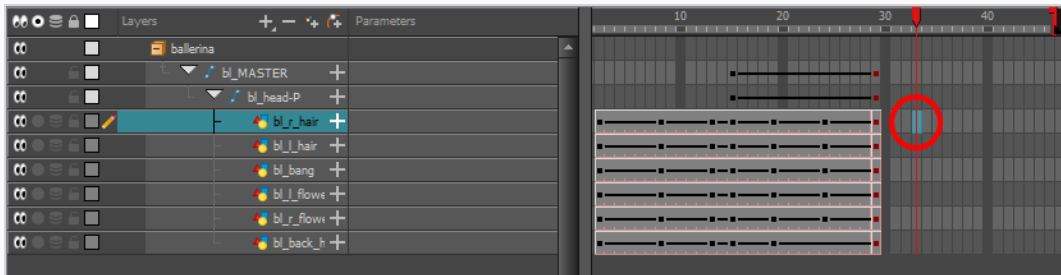 Layers Parameters 10 20 30 40
ballerina
bl_MASTER
bl_head-P
bl_r_hair
bl_l_hair
bl_bang
bl_l_flowe
bl_r_flowe
bl_back_h